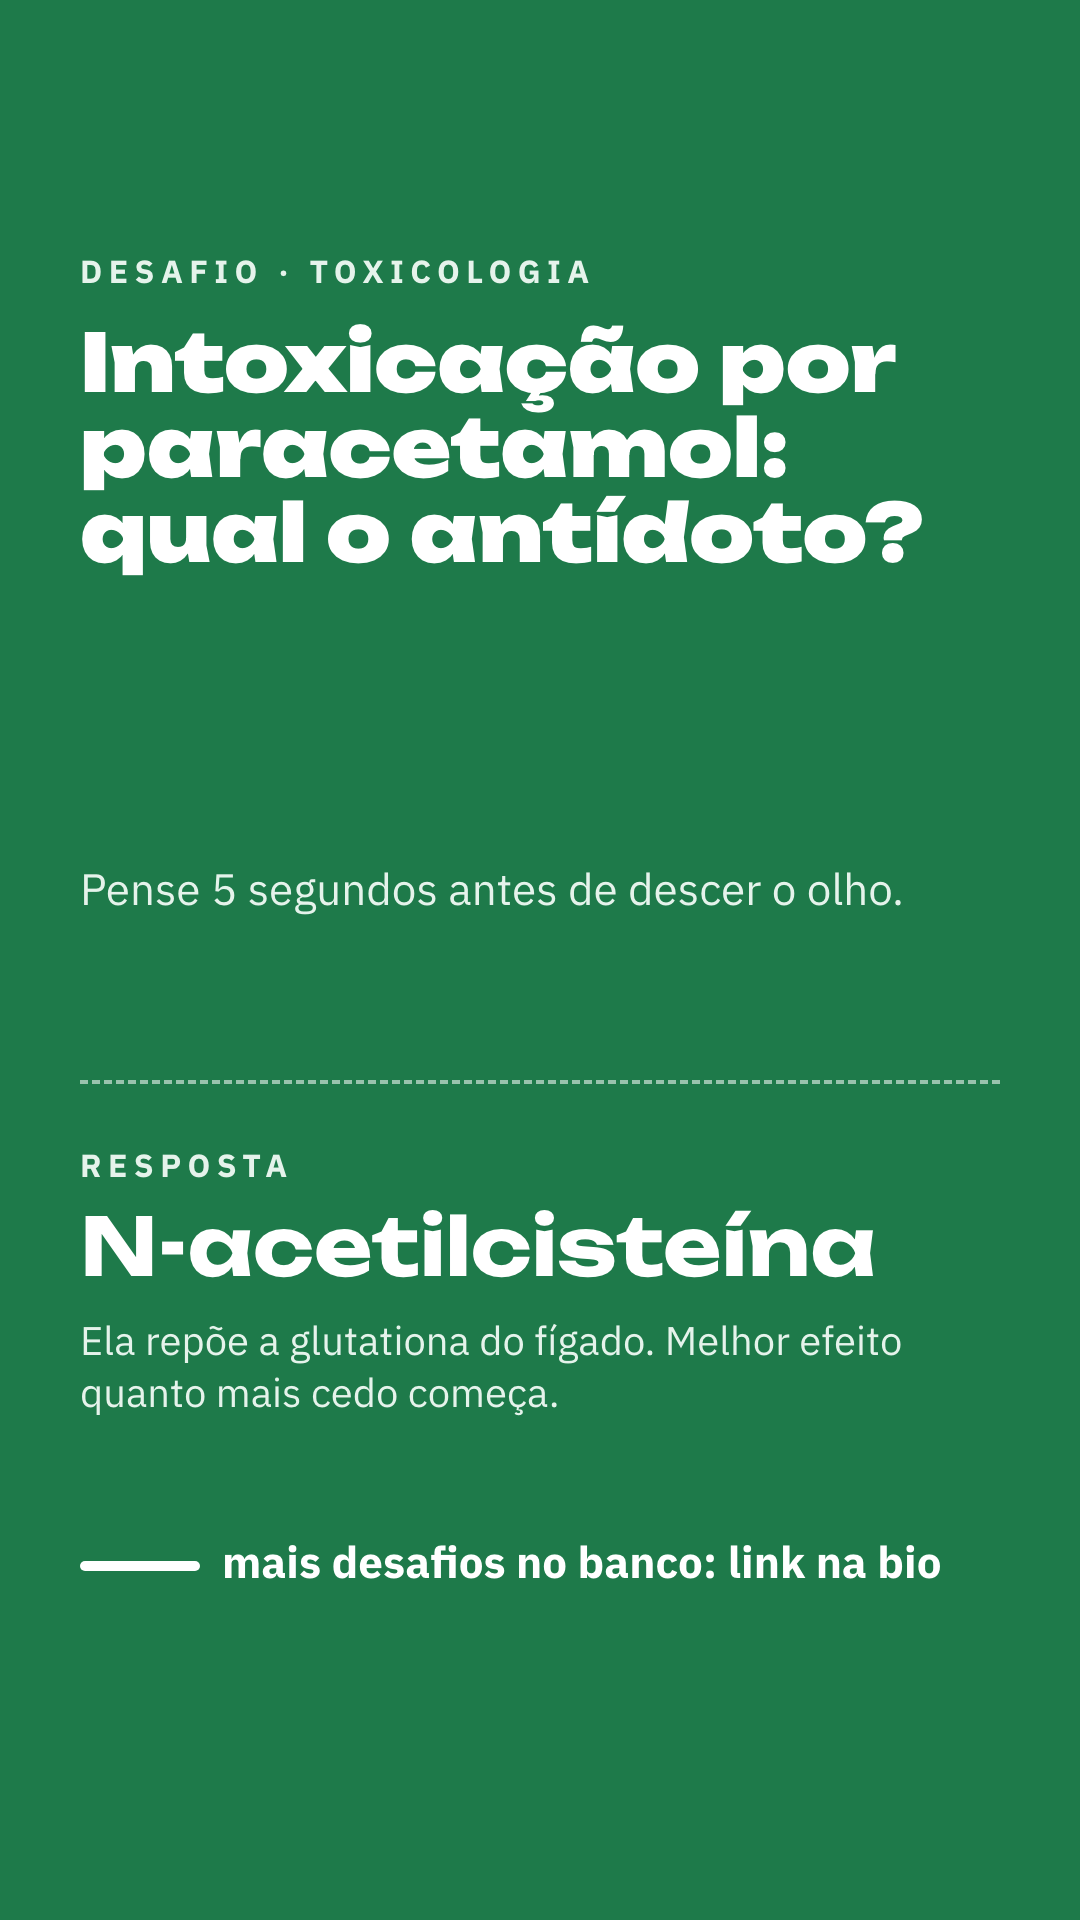 DESAFIO · TOXICOLOGIA
Intoxicação por
paracetamol:
qual o antídoto?
Pense 5 segundos antes de descer o olho.
RESPOSTA
N-acetilcisteína
Ela repõe a glutationa do fígado. Melhor efeito
quanto mais cedo começa.
mais desafios no banco: link na bio